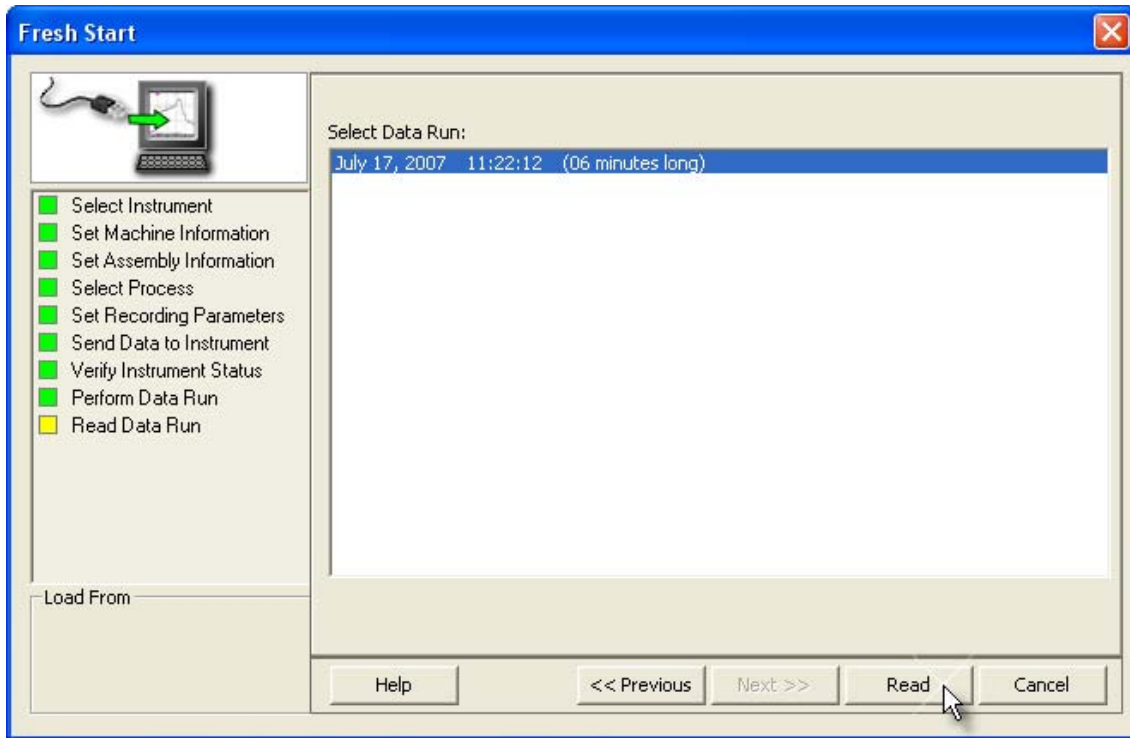 Fresh Start
Select Instrument
Set Machine Information
Set Assembly Information
Select Process
Set Recording Parameters
Send Data to Instrument
Verify Instrument Status
Perform Data Run
Read Data Run
Load From
Select Data Run:
July 17, 2007 11:22:12 (06 minutes long)
Help
<< Previous
Next >>
Read
Cancel